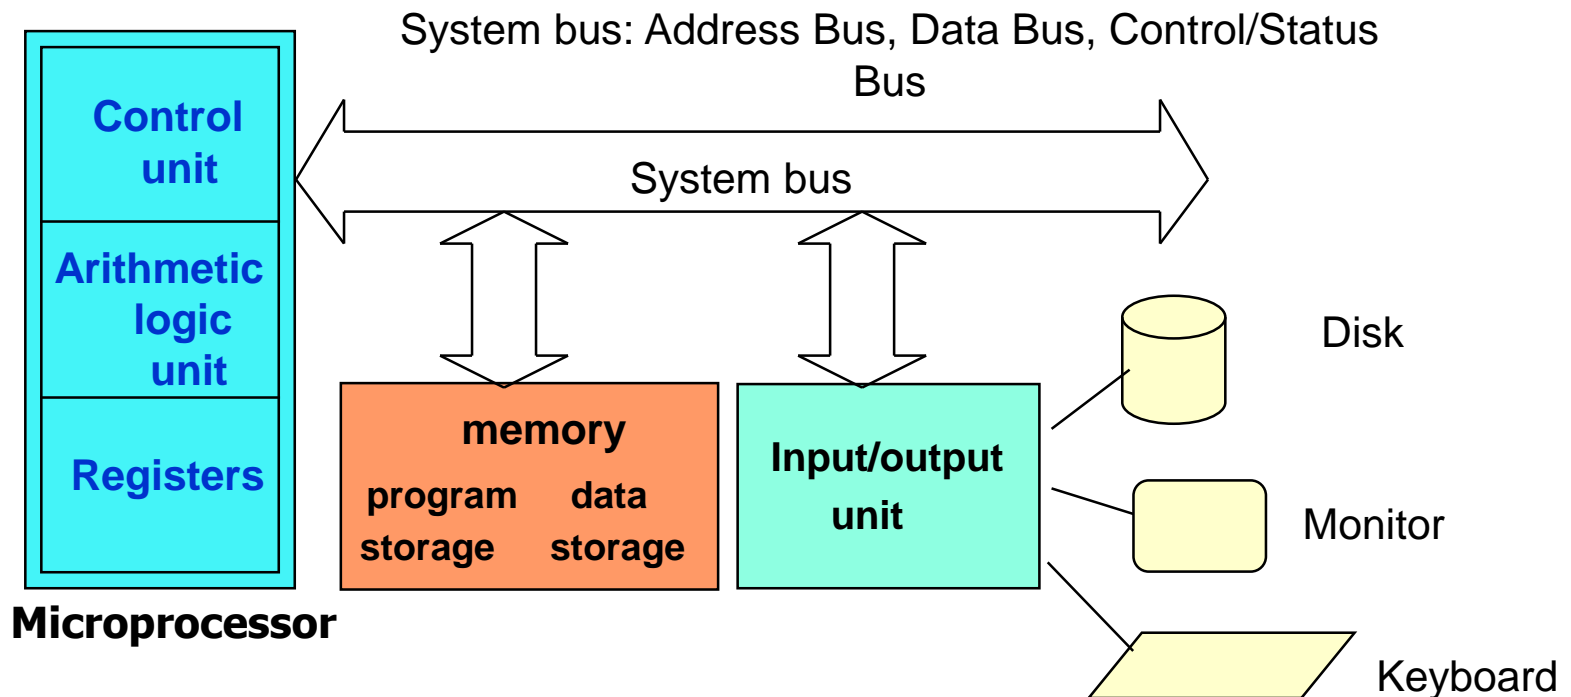 System bus: Address Bus, Data Bus, Control/Status
Bus
Control
unit
System bus
Arithmetic
logic
unit
Registers
Microprocessor
memory
program data
storage storage
Input/output
unit
Disk
Monitor
Keyboard